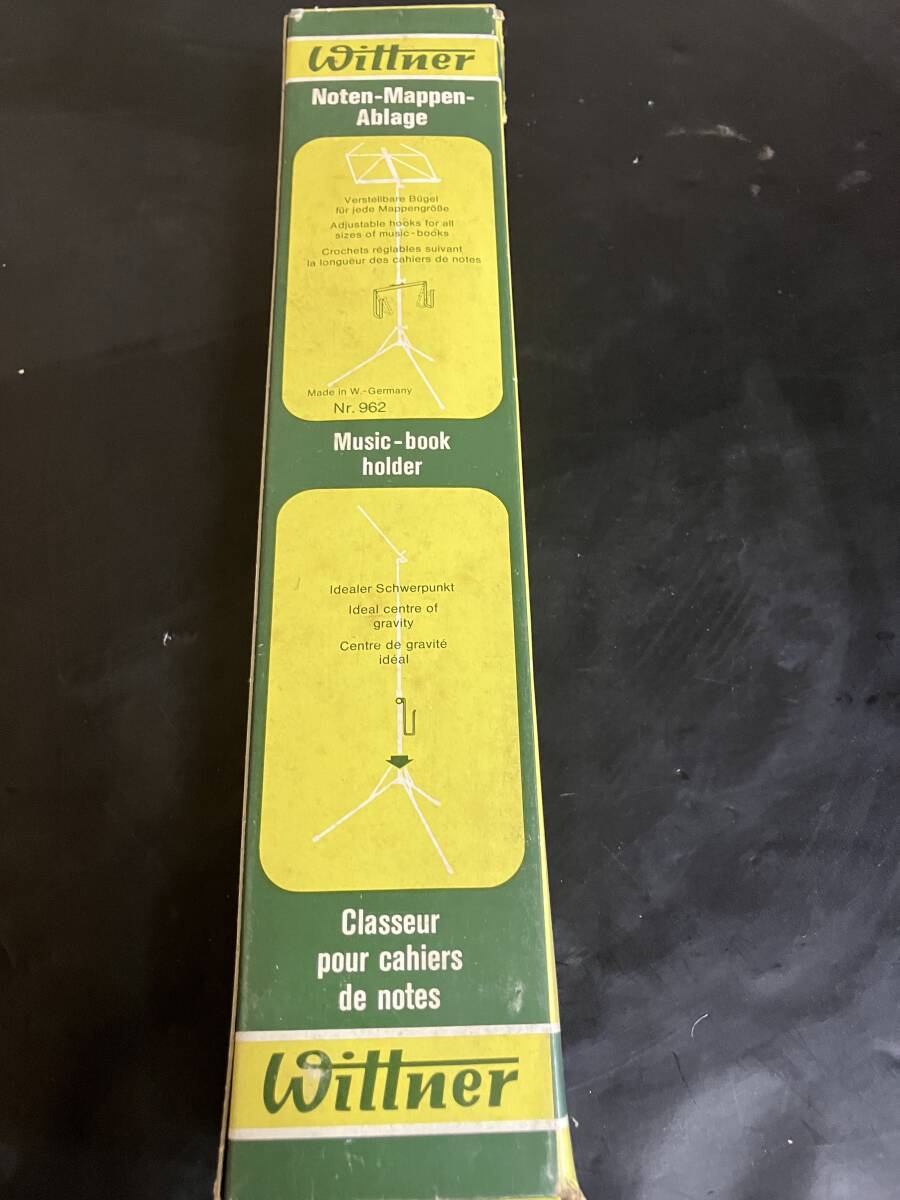 Wittner
Noten-Mappen-
Ablage
Verstellbare Bügel
für jede Mappengröße
Adjustable hooks for all
sizes of music-books
Crochets réglables suivant
la longueur des cahiers de notes
Made in W.-Germany
Nr. 962
Music-book
holder
Idealer Schwerpunkt
Ideal centre of
gravity
Centre de gravité
idéal
Classeur
pour cahiers
de notes
Wittner